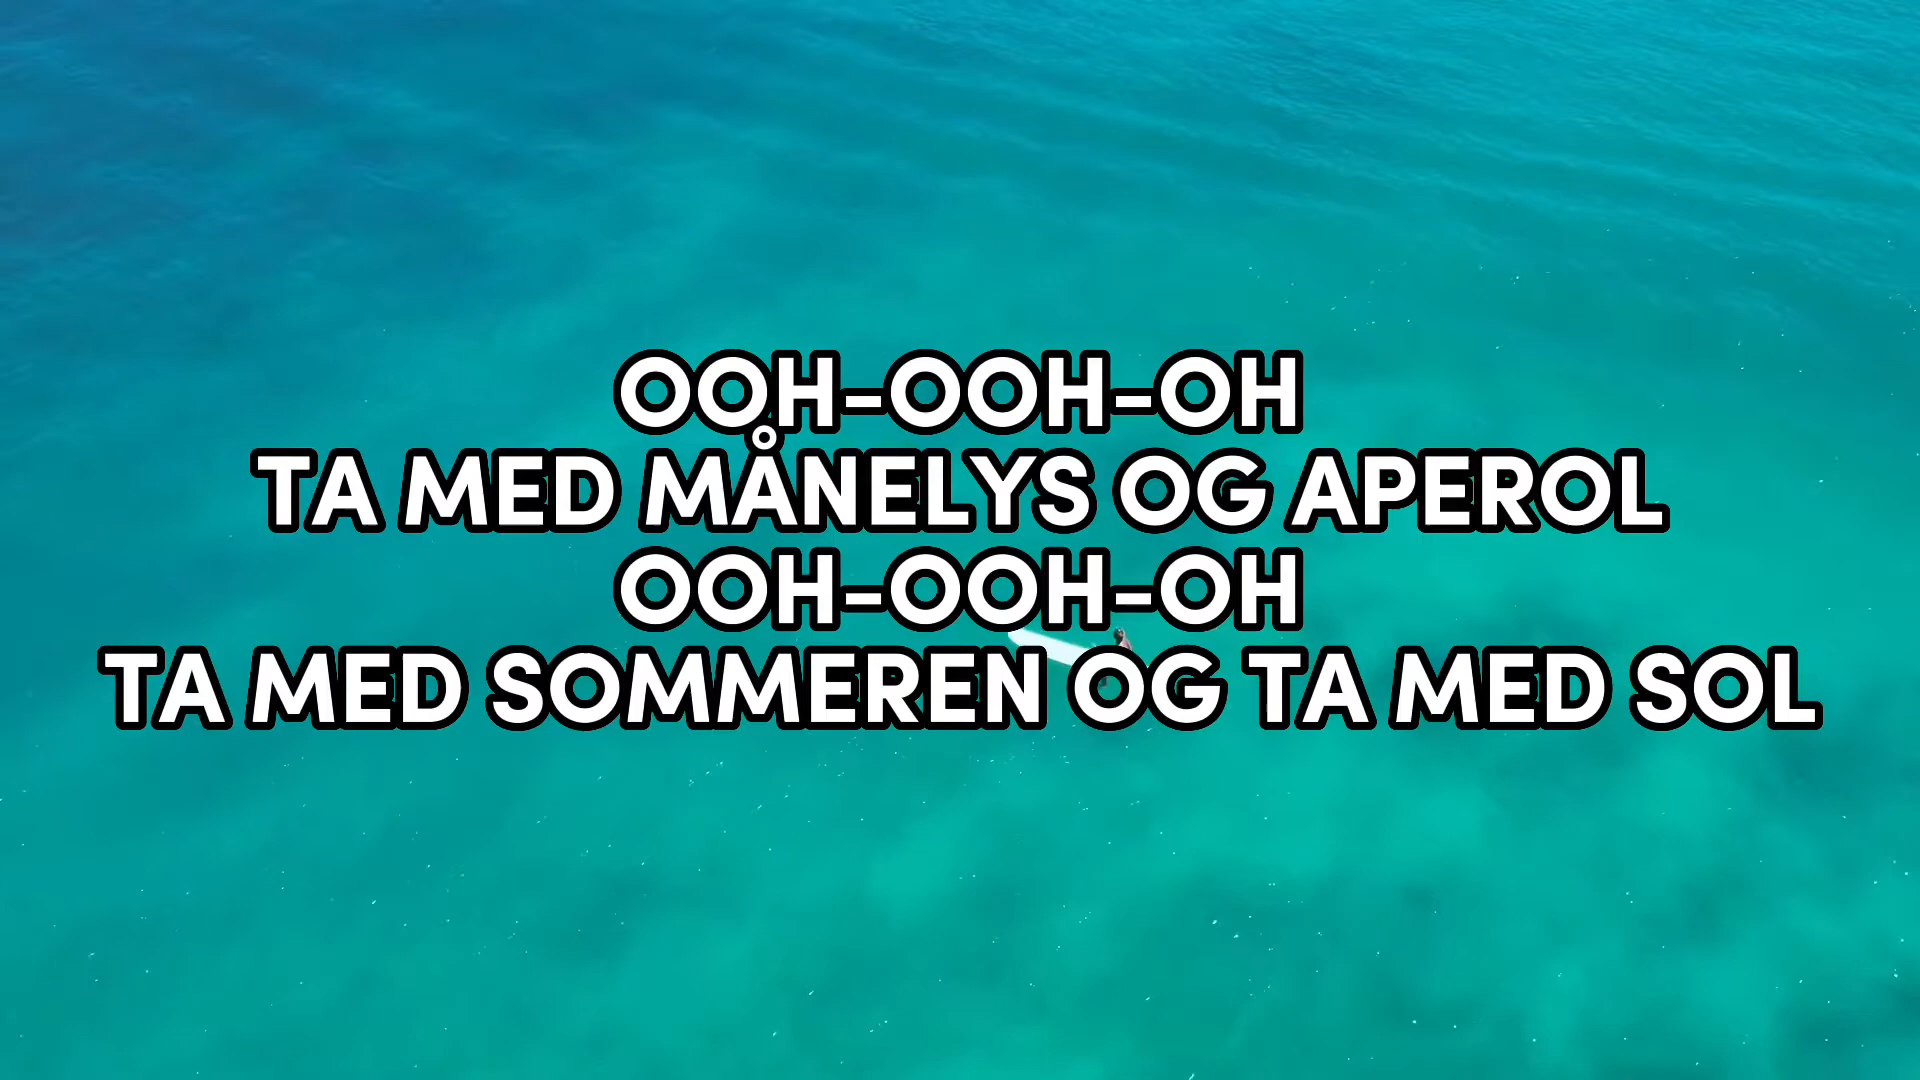 OOH-OOH-OH
TA MED MÅNELYS OG APEROL
OOH-OOH-OH
TA MED SOMMEREN OG TA MED SOL